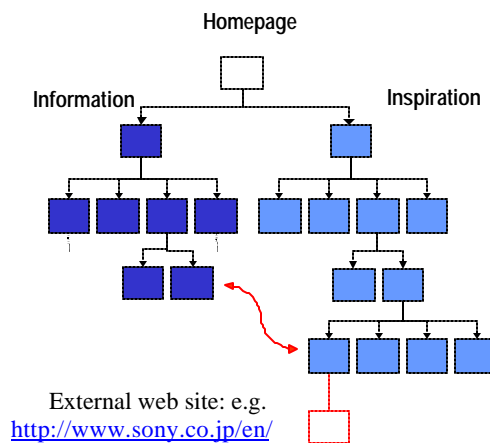 Homepage
Information
Inspiration
External web site: e.g.
http://www.sony.co.jp/en/